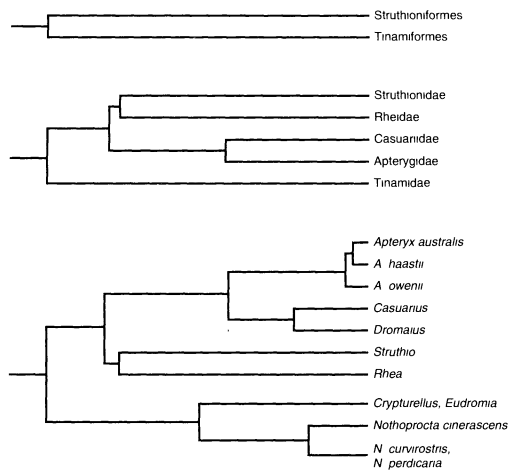 Struthioniformes
Tinamiformes
Struthionidae
Rheidae
Casuariidae
Apterygidae
Tinamidae
Apteryx australis
A haastii
A owenii
Casuarius
Dromaius
Struthio
Rhea
Crypturellus, Eudromia
Nothoprocta cinerascens
N curvirostris,
N perdicaria